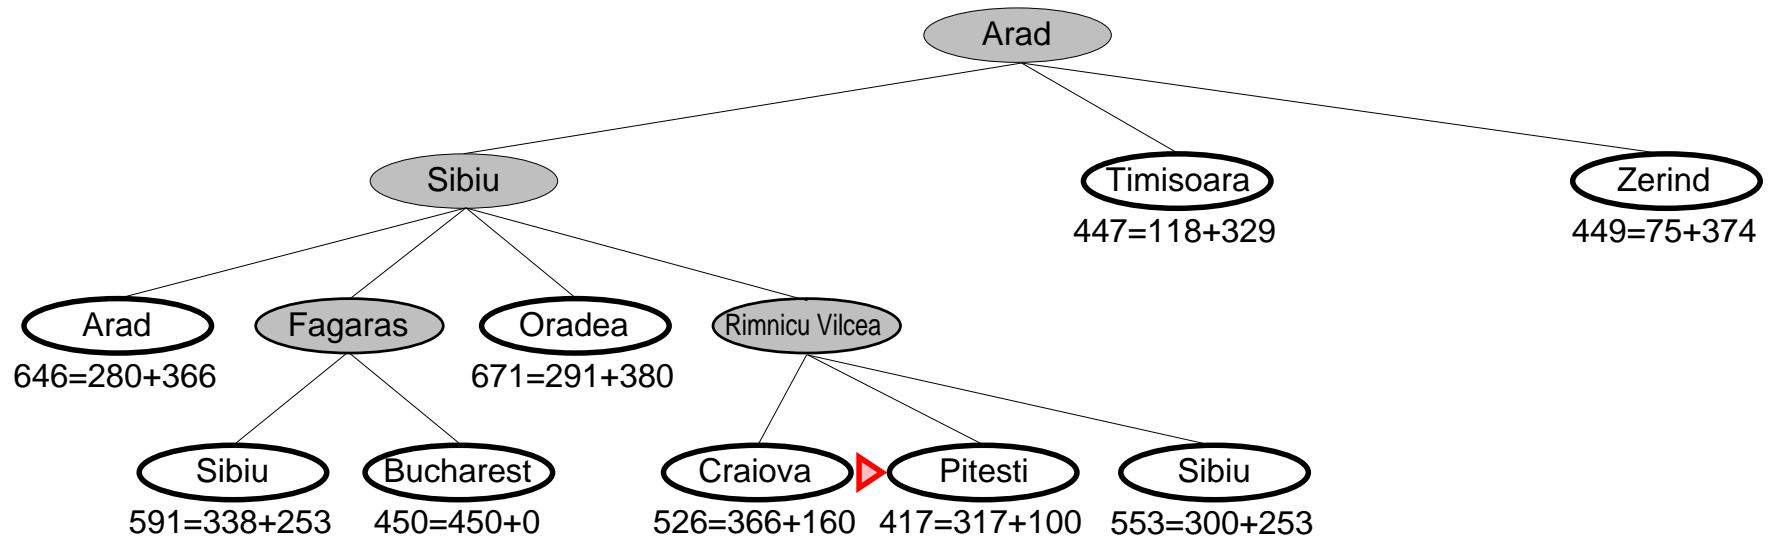 Arad
Sibiu
Timisoara
Zerind
447=118+329
449=75+374
Arad
Fagaras
Oradea
Rimnicu Vilcea
646=280+366
671=291+380
Sibiu
Bucharest
Craiova
Pitesti
Sibiu
591=338+253
450=450+0
526=366+160
417=317+100
553=300+253